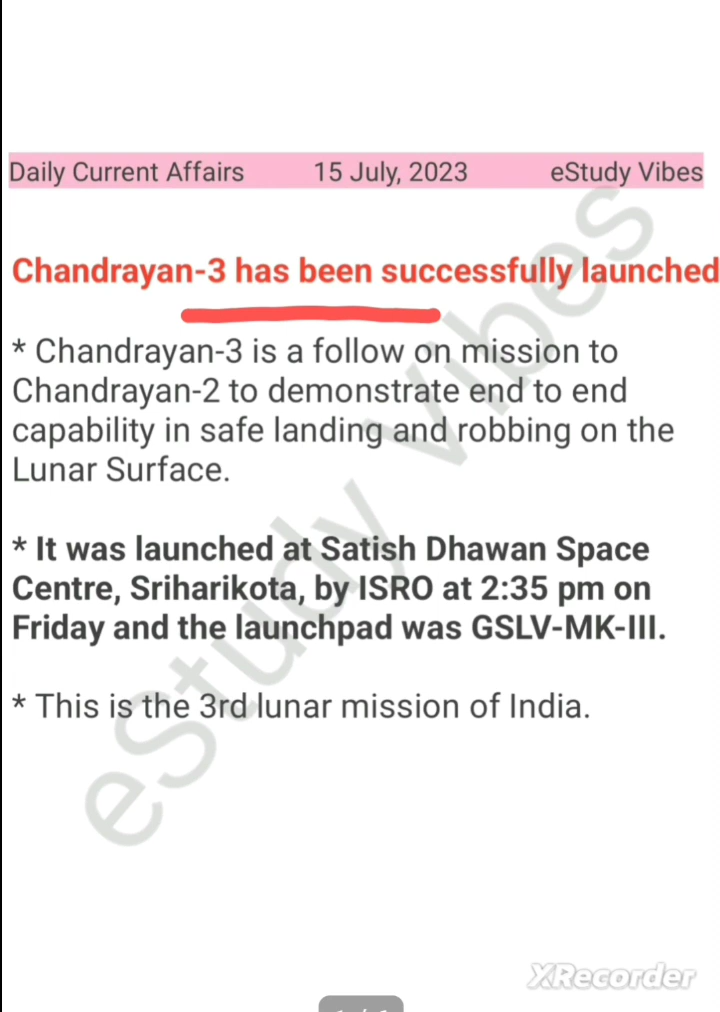 Daily Current Affairs 15 July, 2023 eStudy Vibes
Chandrayan-3 has been successfully launched
* Chandrayan-3 is a follow on mission to
Chandrayan-2 to demonstrate end to end
capability in safe landing and robbing on the
Lunar Surface.
* It was launched at Satish Dhawan Space
Centre, Sriharikota, by ISRO at 2:35 pm on
Friday and the launchpad was GSLV-MK-III.
* This is the 3rd lunar mission of India.
eStudy Vibes
XRecorder